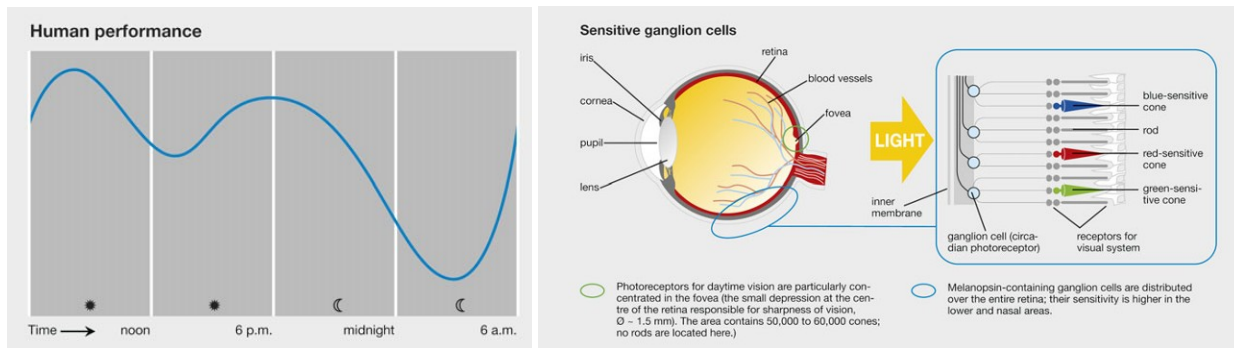 Human performance
Time
noon
6 p.m.
midnight
6 a.m.
Sensitive ganglion cells
iris
cornea
pupil
lens
retina
blood vessels
fovea
LIGHT
inner
membrane
ganglion cell (circa-
dian photoreceptor)
receptors for
visual system
blue-sensitive
cone
rod
red-sensitive
cone
green-sensi-
tive cone
Photoreceptors for daytime vision are particularly con-
centrated in the fovea (the small depression at the cen-
tre of the retina responsible for sharpness of vision,
Ø ~ 1.5 mm). The area contains 50,000 to 60,000 cones;
no rods are located here.)
Melanopsin-containing ganglion cells are distributed
over the entire retina; their sensitivity is higher in the
lower and nasal areas.